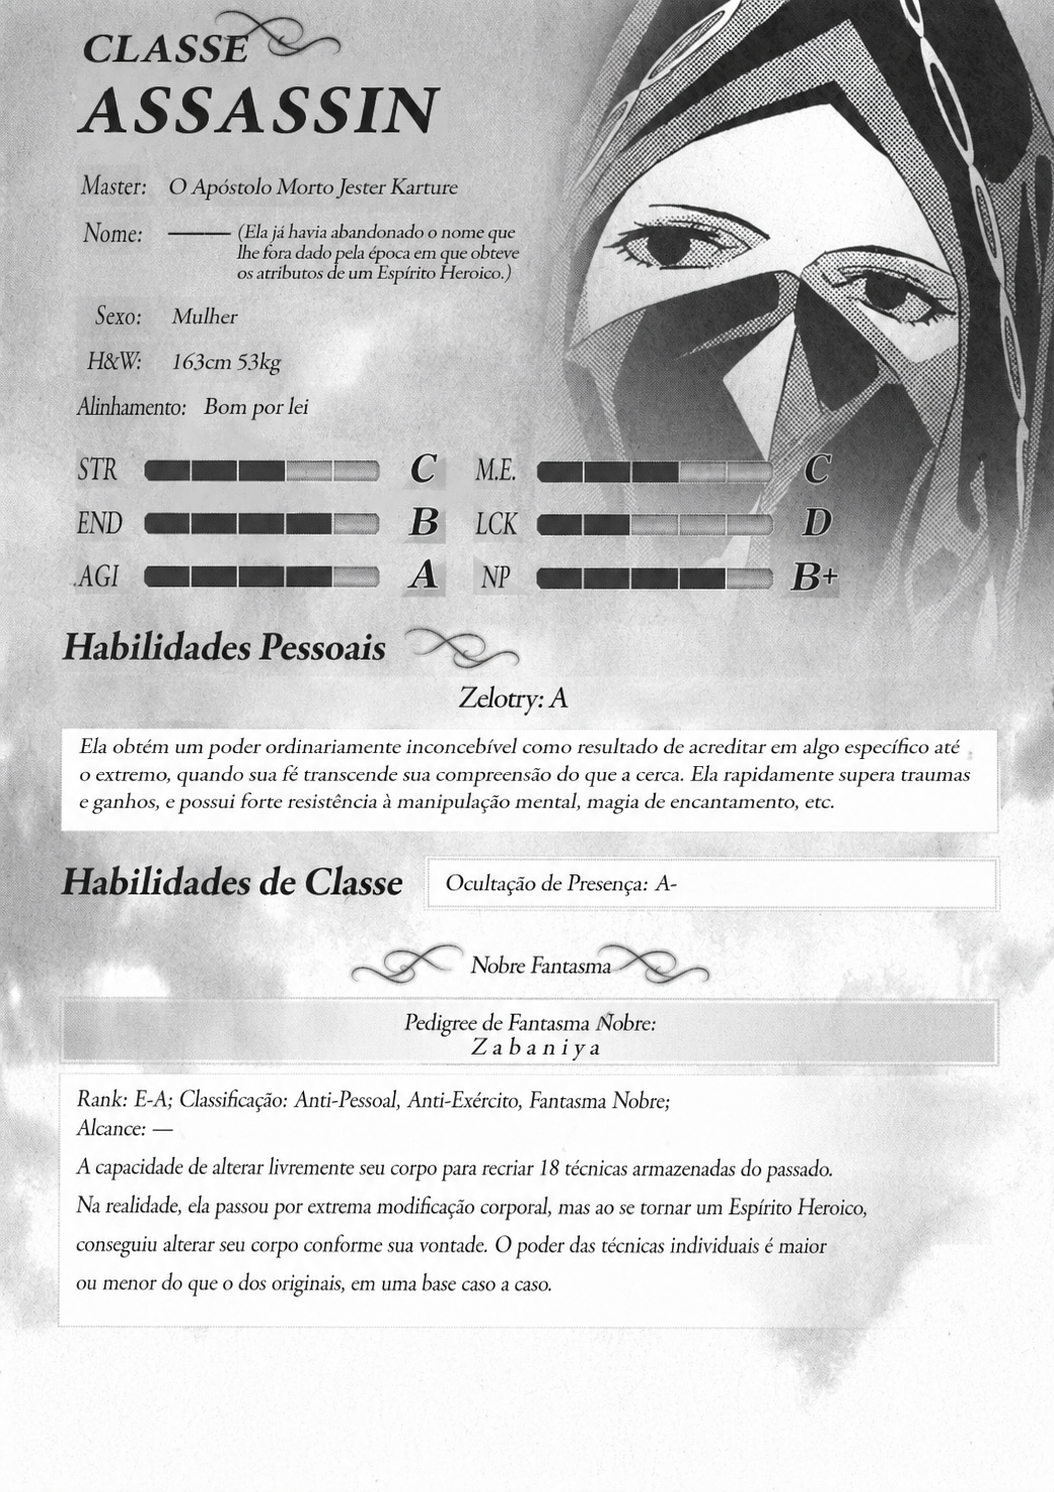 CLASSE
ASSASSIN
Master: O Apóstolo Morto Jester Karture
Nome: ——— (Ela já havia abandonado o nome que
lhe fora dado pela época em que obteve
os atributos de um Espírito Heroico.)
Sexo: Mulher
H&W: 163cm 53kg
Alinhamento: Bom por lei
STR C M.E. C
END B LCK D
AGI A NP B+
Habilidades Pessoais
Zelotry: A
Ela obtém um poder ordinariamente inconcebível como resultado de acreditar em algo específico até
o extremo, quando sua fé transcende sua compreensão do que a cerca. Ela rapidamente supera traumas
e ganhos, e possui forte resistência à manipulação mental, magia de encantamento, etc.
Habilidades de Classe
Ocultação de Presença: A-
Nobre Fantasma
Pedigree de Fantasma Nobre:
Zabaniya
Rank: E-A; Classificação: Anti-Pessoal, Anti-Exército, Fantasma Nobre;
Alcance: —
A capacidade de alterar livremente seu corpo para recriar 18 técnicas armazenadas do passado.
Na realidade, ela passou por extrema modificação corporal, mas ao se tornar um Espírito Heroico,
conseguiu alterar seu corpo conforme sua vontade. O poder das técnicas individuais é maior
ou menor do que o dos originais, em uma base caso a caso.